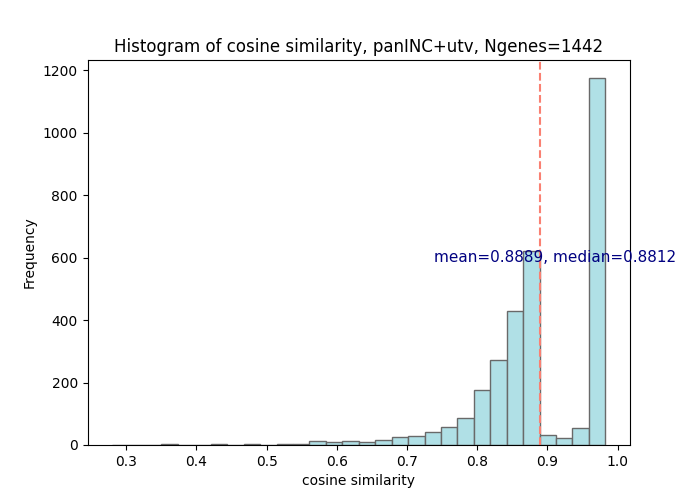 Histogram of cosine similarity, panINC+utv, Ngenes=1442
1200
1000
800
600
400
200
0
Frequency
mean=0.8889, median=0.8812
0.3 0.4 0.5 0.6 0.7 0.8 0.9 1.0
cosine similarity